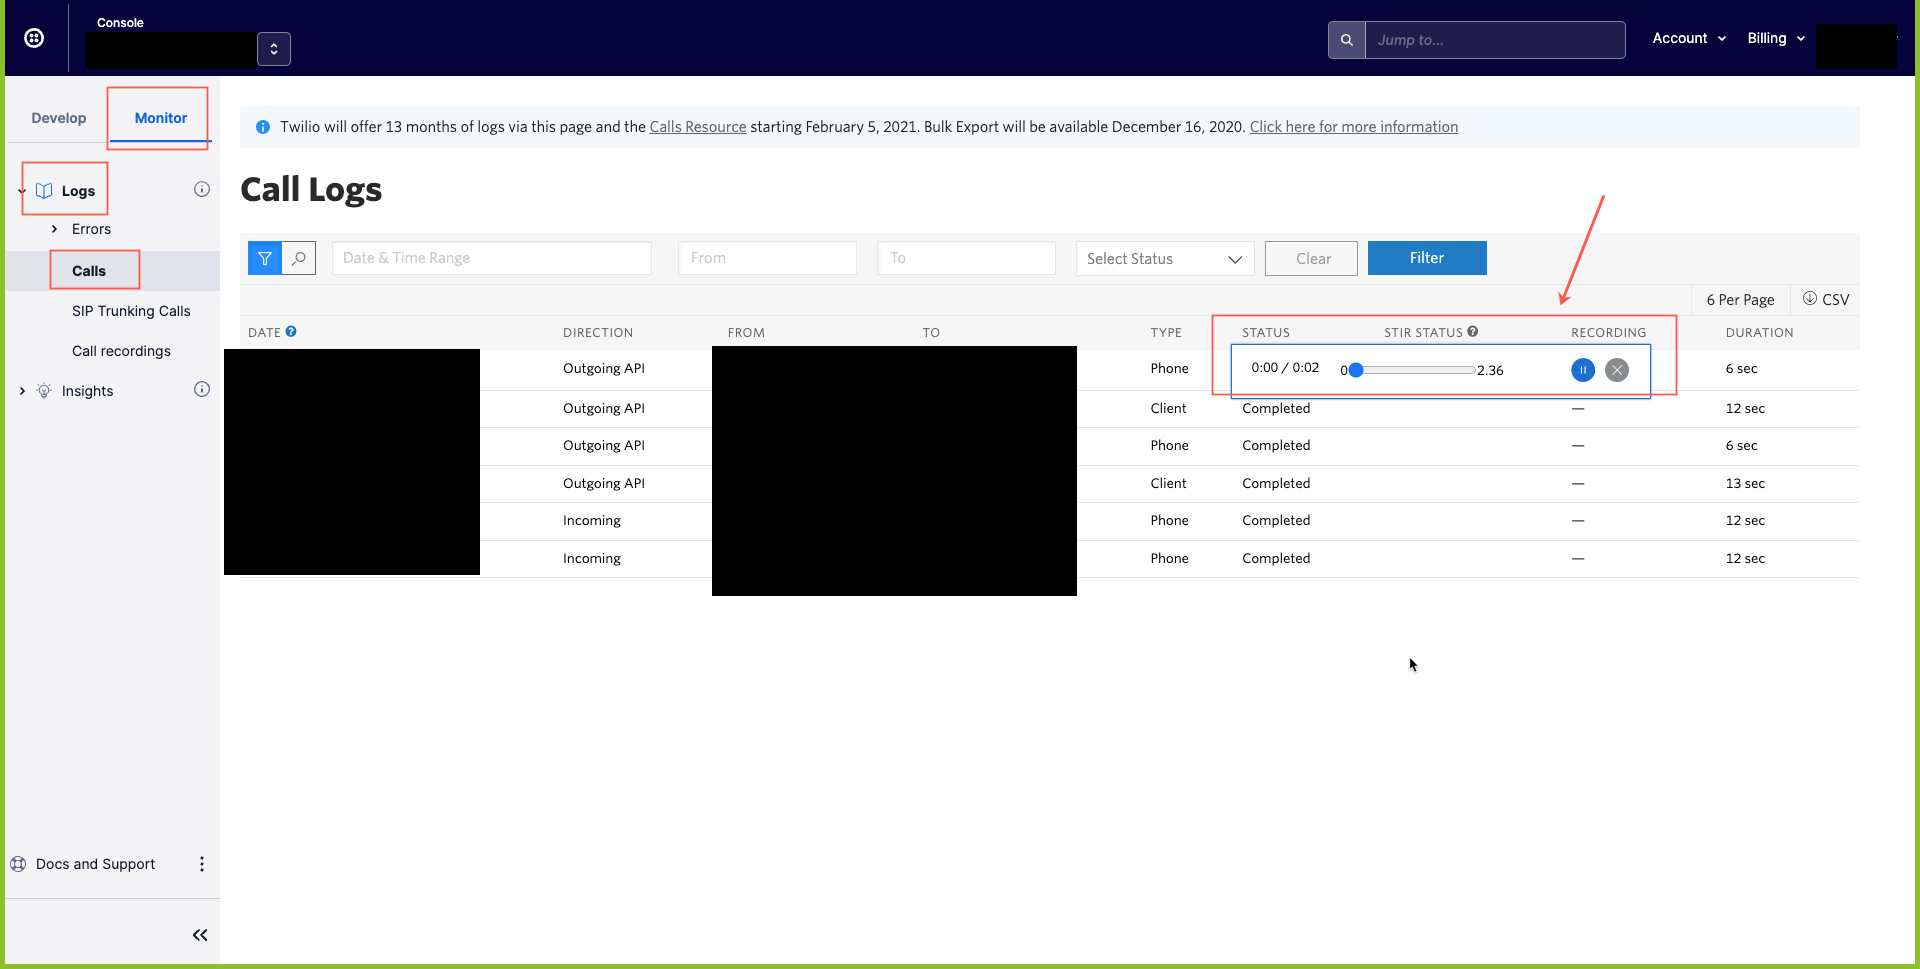 Console
Jump to...
Account
Billing
Develop
Monitor
Twilio will offer 13 months of logs via this page and the Calls Resource starting February 5, 2021. Bulk Export will be available December 16, 2020. Click here for more information
Logs
Errors
Calls
SIP Trunking Calls
Call recordings
Insights
Docs and Support
Call Logs
Date & Time Range
From
To
Select Status
Clear
Filter
6 Per Page
CSV
DATE DIRECTION FROM TO TYPE STATUS STIR STATUS RECORDING DURATION
Outgoing API Phone 0:00 / 0:02 0 2.36 6 sec
Outgoing API Client Completed — 12 sec
Outgoing API Phone Completed — 6 sec
Outgoing API Client Completed — 13 sec
Incoming Phone Completed — 12 sec
Incoming Phone Completed — 12 sec